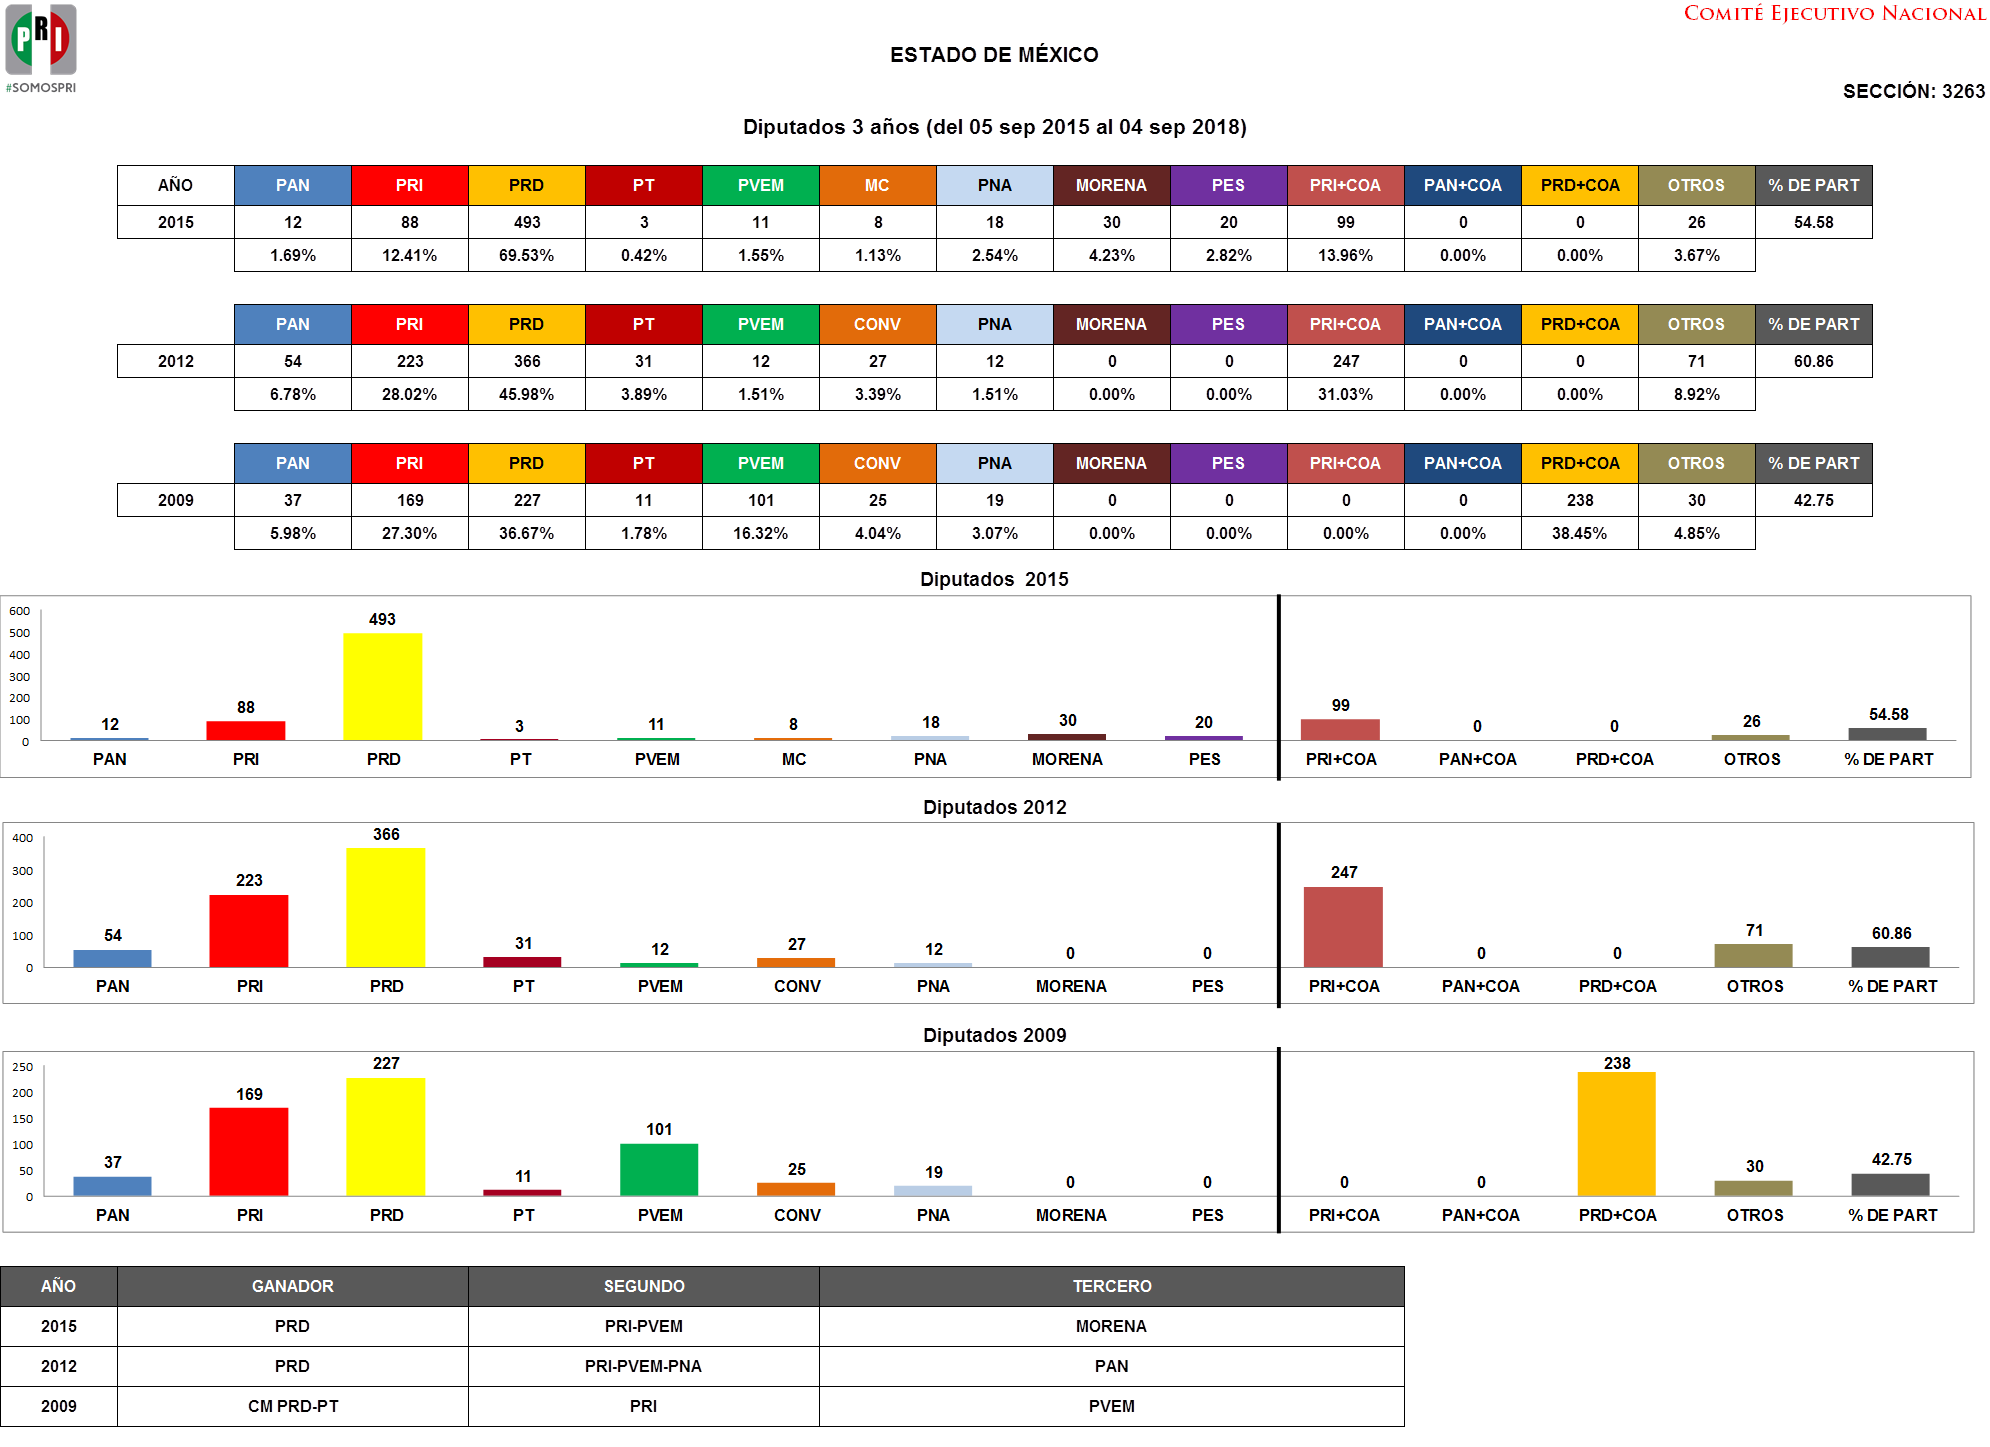 PRI
#SOMOSPRI
COMITÉ EJECUTIVO NACIONAL
ESTADO DE MÉXICO
SECCIÓN: 3263
Diputados 3 años (del 05 sep 2015 al 04 sep 2018)
AÑO PAN PRI PRD PT PVEM MC PNA MORENA PES PRI+COA PAN+COA PRD+COA OTROS % DE PART
2015 12 88 493 3 11 8 18 30 20 99 0 0 26 54.58
1.69% 12.41% 69.53% 0.42% 1.55% 1.13% 2.54% 4.23% 2.82% 13.96% 0.00% 0.00% 3.67%
PAN PRI PRD PT PVEM CONV PNA MORENA PES PRI+COA PAN+COA PRD+COA OTROS % DE PART
2012 54 223 366 31 12 27 12 0 0 247 0 0 71 60.86
6.78% 28.02% 45.98% 3.89% 1.51% 3.39% 1.51% 0.00% 0.00% 31.03% 0.00% 0.00% 8.92%
PAN PRI PRD PT PVEM CONV PNA MORENA PES PRI+COA PAN+COA PRD+COA OTROS % DE PART
2009 37 169 227 11 101 25 19 0 0 0 0 238 30 42.75
5.98% 27.30% 36.67% 1.78% 16.32% 4.04% 3.07% 0.00% 0.00% 0.00% 0.00% 38.45% 4.85%
Diputados 2015
600
500
400
300
200
100
0
12 88 493 3 11 8 18 30 20 99 0 0 26 54.58
PAN PRI PRD PT PVEM MC PNA MORENA PES PRI+COA PAN+COA PRD+COA OTROS % DE PART
Diputados 2012
400
300
200
100
0
54 223 366 31 12 27 12 0 0 247 0 0 71 60.86
PAN PRI PRD PT PVEM CONV PNA MORENA PES PRI+COA PAN+COA PRD+COA OTROS % DE PART
Diputados 2009
250
200
150
100
50
0
37 169 227 11 101 25 19 0 0 0 0 238 30 42.75
PAN PRI PRD PT PVEM CONV PNA MORENA PES PRI+COA PAN+COA PRD+COA OTROS % DE PART
AÑO GANADOR SEGUNDO TERCERO
2015 PRD PRI-PVEM MORENA
2012 PRD PRI-PVEM-PNA PAN
2009 CM PRD-PT PRI PVEM